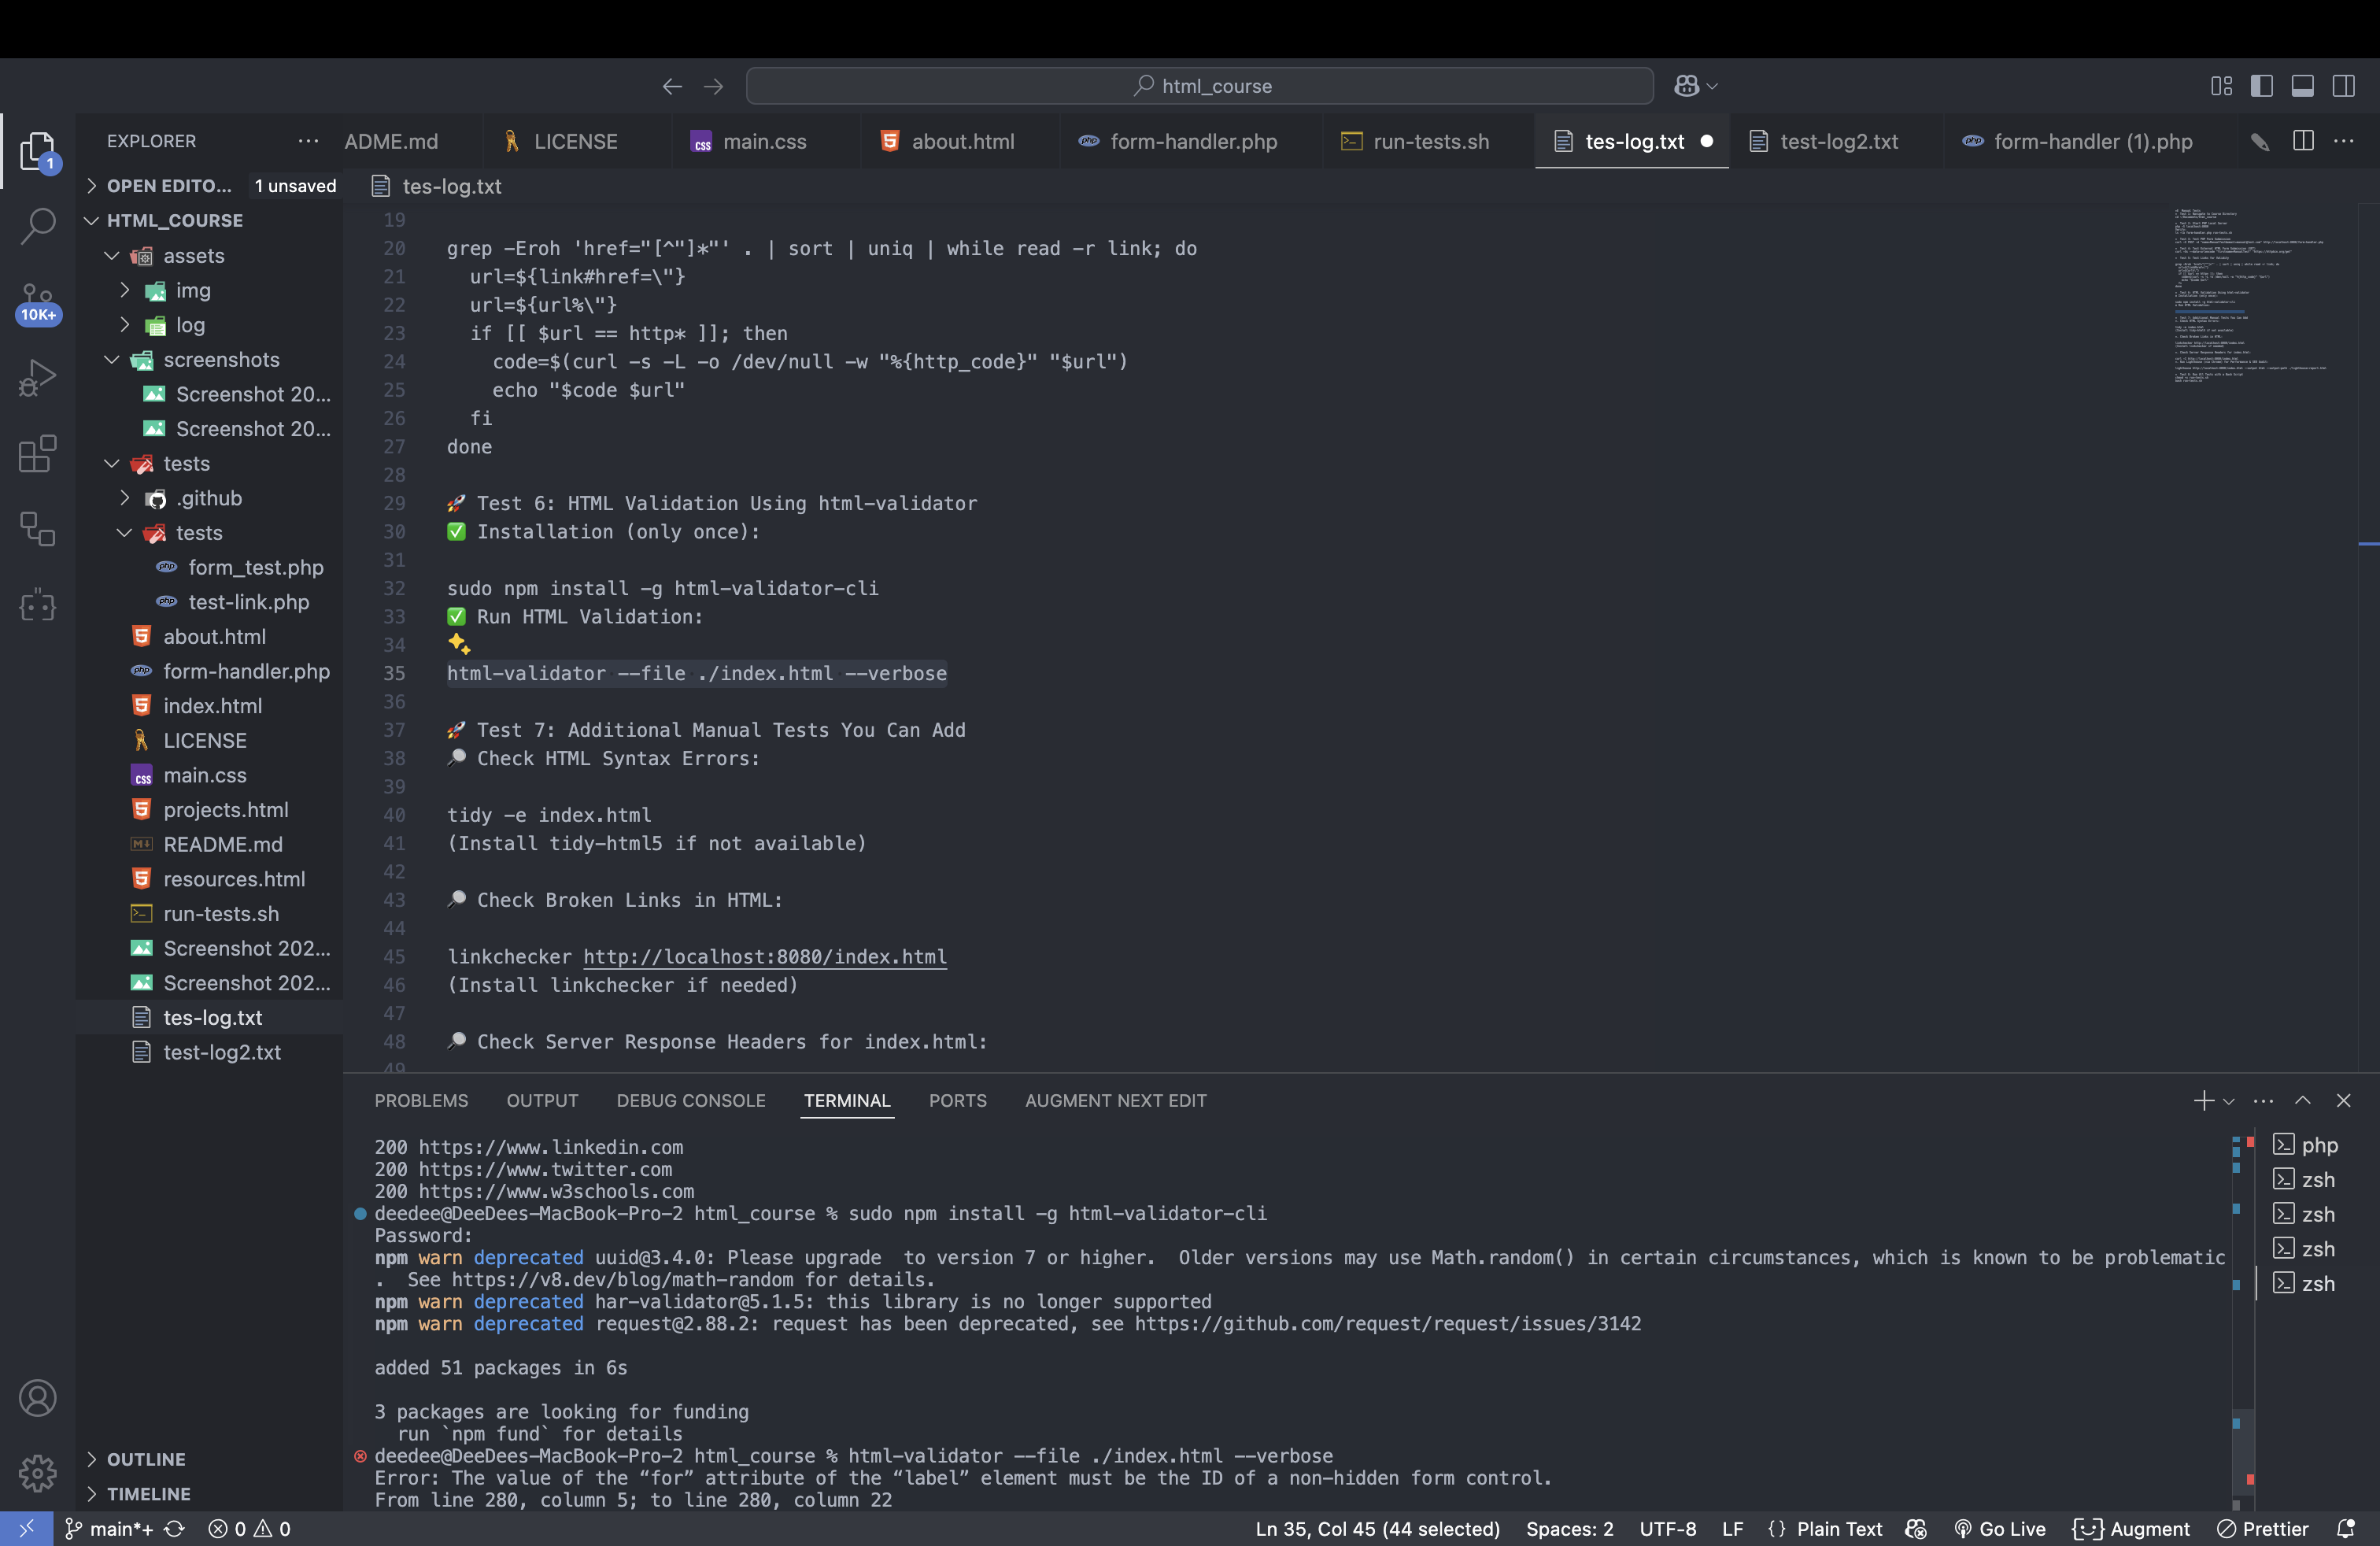 html_course
EXPLORER
ADME.md
LICENSE
main.css
about.html
form-handler.php
run-tests.sh
tes-log.txt
test-log2.txt
form-handler (1).php
1
10K+
OPEN EDITO...
1 unsaved
HTML_COURSE
assets
img
log
screenshots
Screenshot 20...
Screenshot 20...
tests
.github
tests
form_test.php
test-link.php
about.html
form-handler.php
index.html
LICENSE
main.css
projects.html
README.md
resources.html
run-tests.sh
Screenshot 202...
Screenshot 202...
tes-log.txt
test-log2.txt
OUTLINE
TIMELINE
tes-log.txt
19
20 grep -Eroh 'href="[^"]*"' . | sort | uniq | while read -r link; do
21 url=${link#href=\"}
22 url=${url%\"}
23 if [[ $url == http* ]]; then
24 code=$(curl -s -L -o /dev/null -w "%{http_code}" "$url")
25 echo "$code $url"
26 fi
27 done
28
29 🚀 Test 6: HTML Validation Using html-validator
30 ✅ Installation (only once):
31
32 sudo npm install -g html-validator-cli
33 ✅ Run HTML Validation:
34
35 html-validator --file ./index.html --verbose
36
37 🚀 Test 7: Additional Manual Tests You Can Add
38 🔎 Check HTML Syntax Errors:
39
40 tidy -e index.html
41 (Install tidy-html5 if not available)
42
43 🔎 Check Broken Links in HTML:
44
45 linkchecker http://localhost:8080/index.html
46 (Install linkchecker if needed)
47
48 🔎 Check Server Response Headers for index.html:
49
PROBLEMS OUTPUT DEBUG CONSOLE TERMINAL PORTS AUGMENT NEXT EDIT
200 https://www.linkedin.com
200 https://www.twitter.com
200 https://www.w3schools.com
deedee@DeeDees-MacBook-Pro-2 html_course % sudo npm install -g html-validator-cli
Password:
npm warn deprecated uuid@3.4.0: Please upgrade  to version 7 or higher.  Older versions may use Math.random() in certain circumstances, which is known to be problematic
.  See https://v8.dev/blog/math-random for details.
npm warn deprecated har-validator@5.1.5: this library is no longer supported
npm warn deprecated request@2.88.2: request has been deprecated, see https://github.com/request/request/issues/3142
added 51 packages in 6s
3 packages are looking for funding
run `npm fund` for details
deedee@DeeDees-MacBook-Pro-2 html_course % html-validator --file ./index.html --verbose
Error: The value of the “for” attribute of the “label” element must be the ID of a non-hidden form control.
From line 280, column 5; to line 280, column 22
php
zsh
zsh
zsh
zsh
main*+ 0 0
Ln 35, Col 45 (44 selected) Spaces: 2 UTF-8 LF {} Plain Text Go Live Augment Prettier